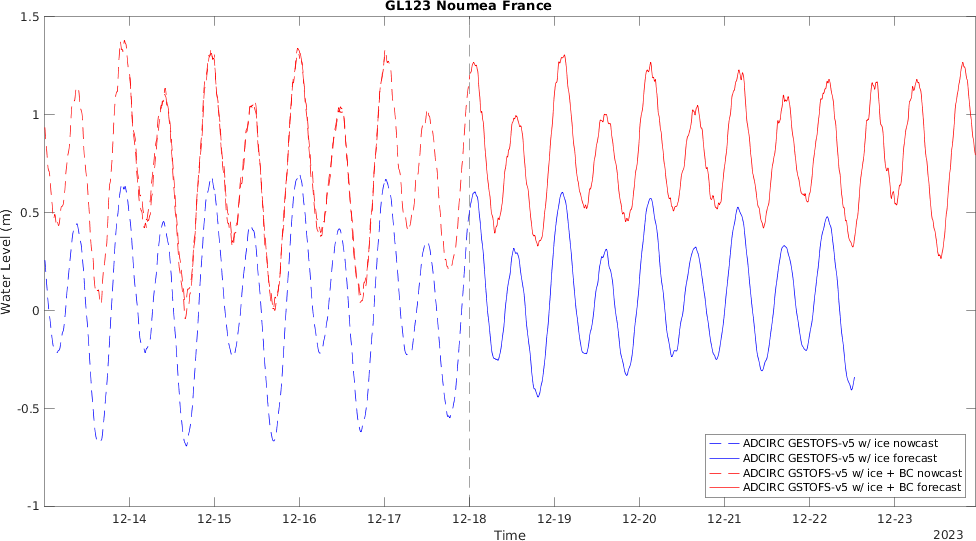 GL123 Noumea France
1.5
1
0.5
0
-0.5
-1
Water Level (m)
12-14 12-15 12-16 12-17 12-18 12-19 12-20 12-21 12-22 12-23
Time
2023
ADCIRC GESTOFS-v5 w/ ice nowcast
ADCIRC GESTOFS-v5 w/ ice forecast
ADCIRC GSTOFS-v5 w/ ice + BC nowcast
ADCIRC GSTOFS-v5 w/ ice + BC forecast